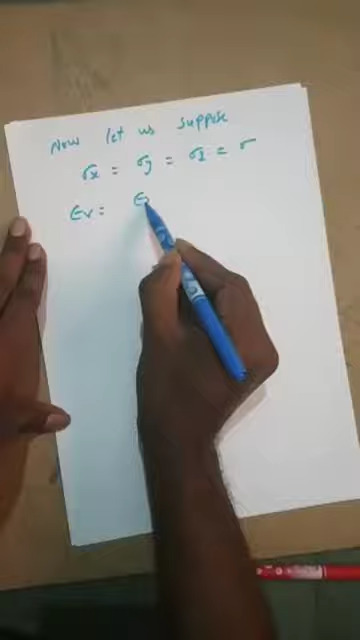 Now let us suppose
σx = σy = σz = σ
εv = ε